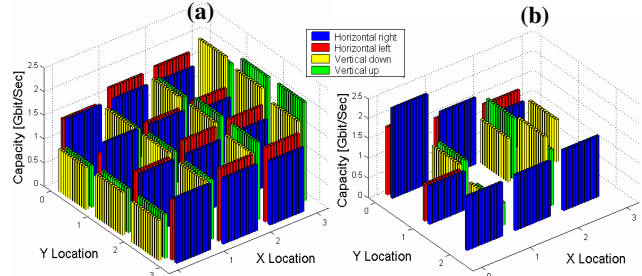 (a)
(b)
Horizontal right
Horizontal left
Vertical down
Vertical up
Capacity [Gbit/Sec]
2.5
2
1.5
1
0.5
0
0
1
2
3
Y Location
0
1
2
3
X Location
Capacity [Gbit/Sec]
2.5
2
1.5
1
0.5
0
0
1
2
Y Location
0
1
2
3
X Location